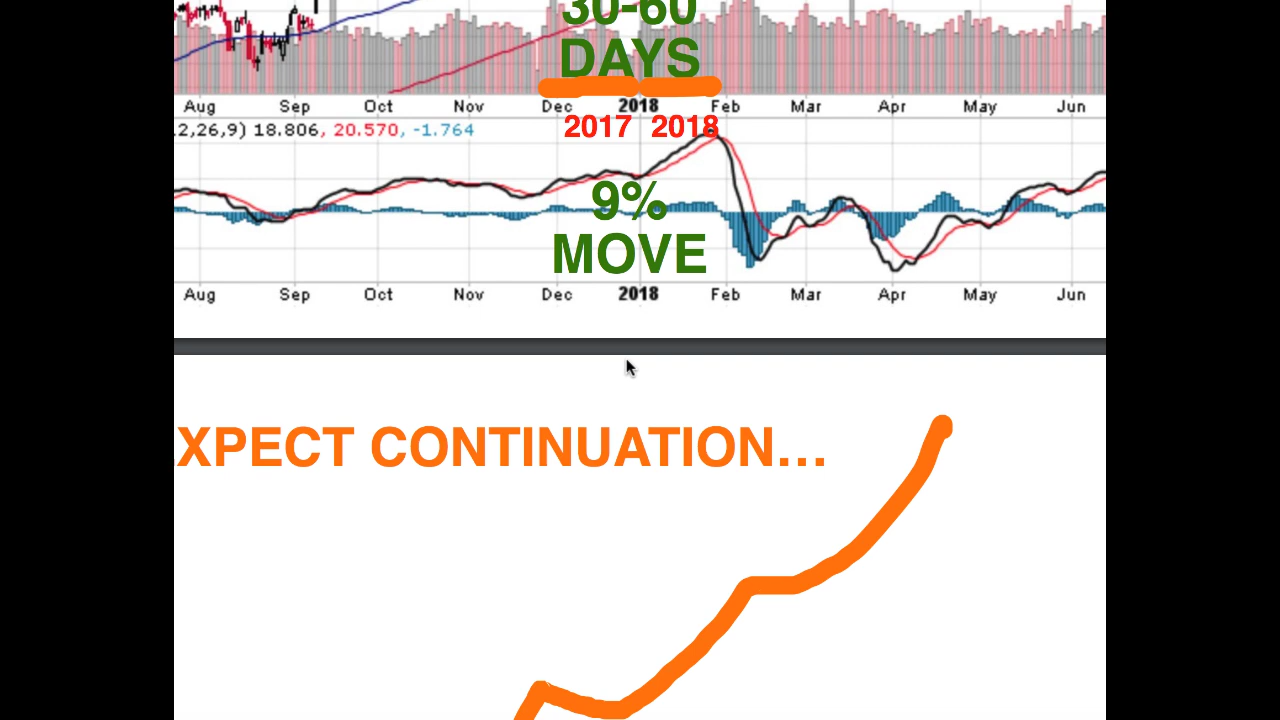 30-60
DAYS
Aug Sep Oct Nov Dec 2018 Feb Mar Apr May Jun
2,26,9) 18.806, 20.570, -1.764
2017 2018
9%
MOVE
Aug Sep Oct Nov Dec 2018 Feb Mar Apr May Jun
XPECT CONTINUATION...